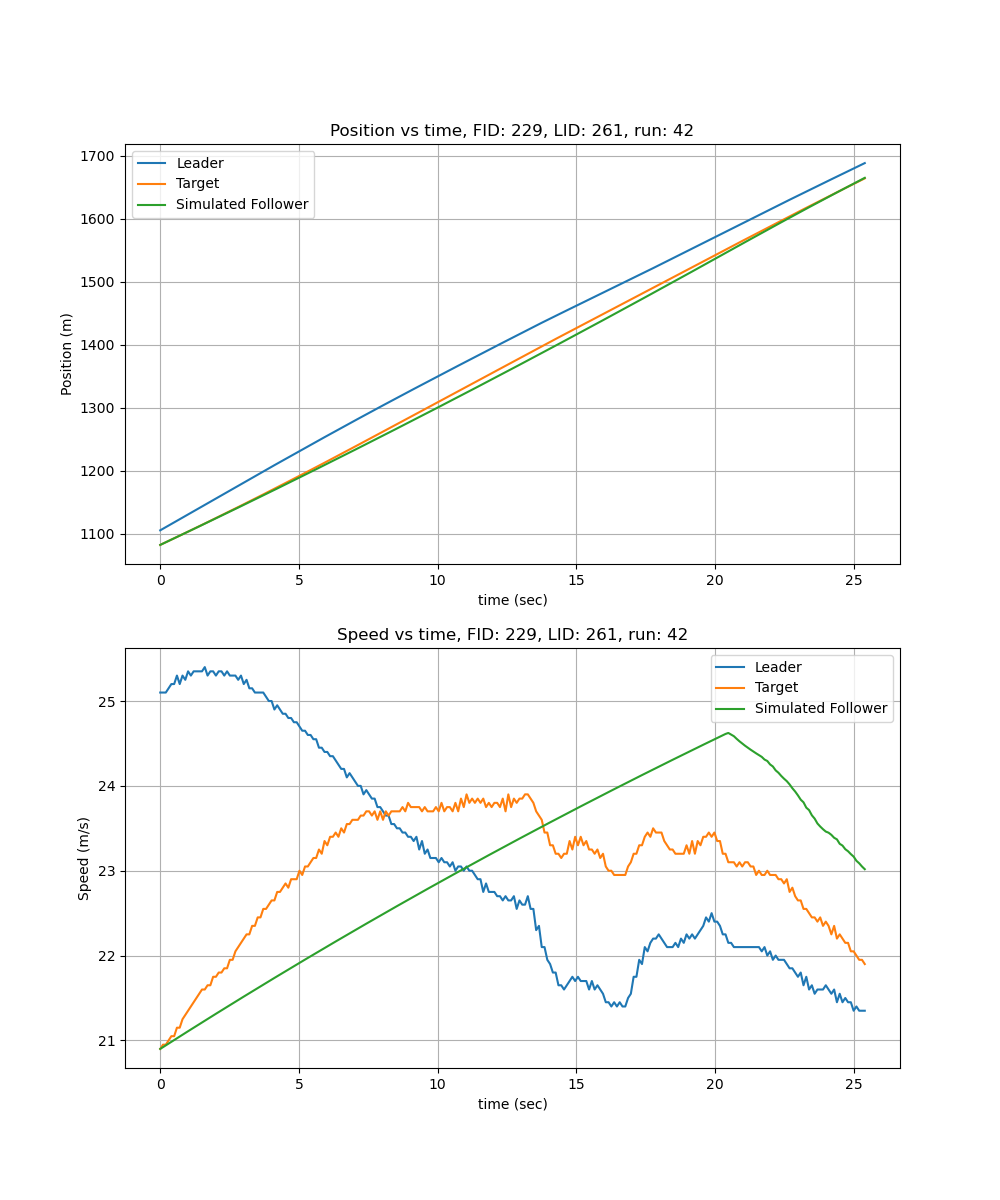 Position vs time, FID: 229, LID: 261, run: 42
Leader
Target
Simulated Follower
1700
1600
1500
1400
1300
1200
1100
Position (m)
0 5 10 15 20 25
time (sec)
Speed vs time, FID: 229, LID: 261, run: 42
Leader
Target
Simulated Follower
25
24
23
22
21
Speed (m/s)
0 5 10 15 20 25
time (sec)